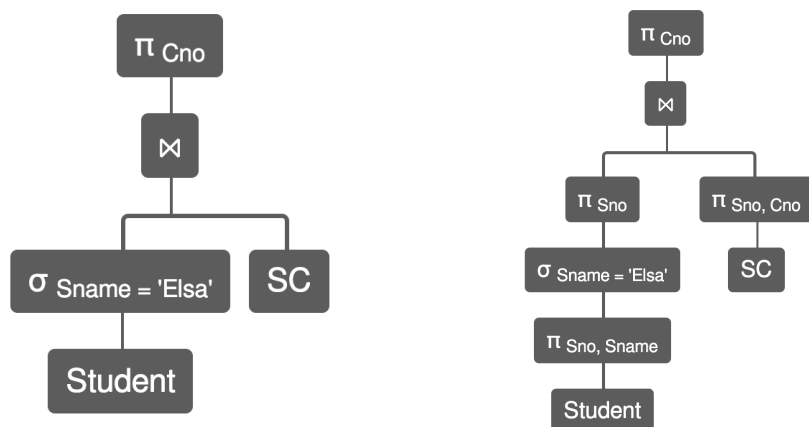 π Cno
⋈
σ Sname = 'Elsa'
SC
Student
π Cno
⋈
π Sno
π Sno, Cno
σ Sname = 'Elsa'
SC
π Sno, Sname
Student